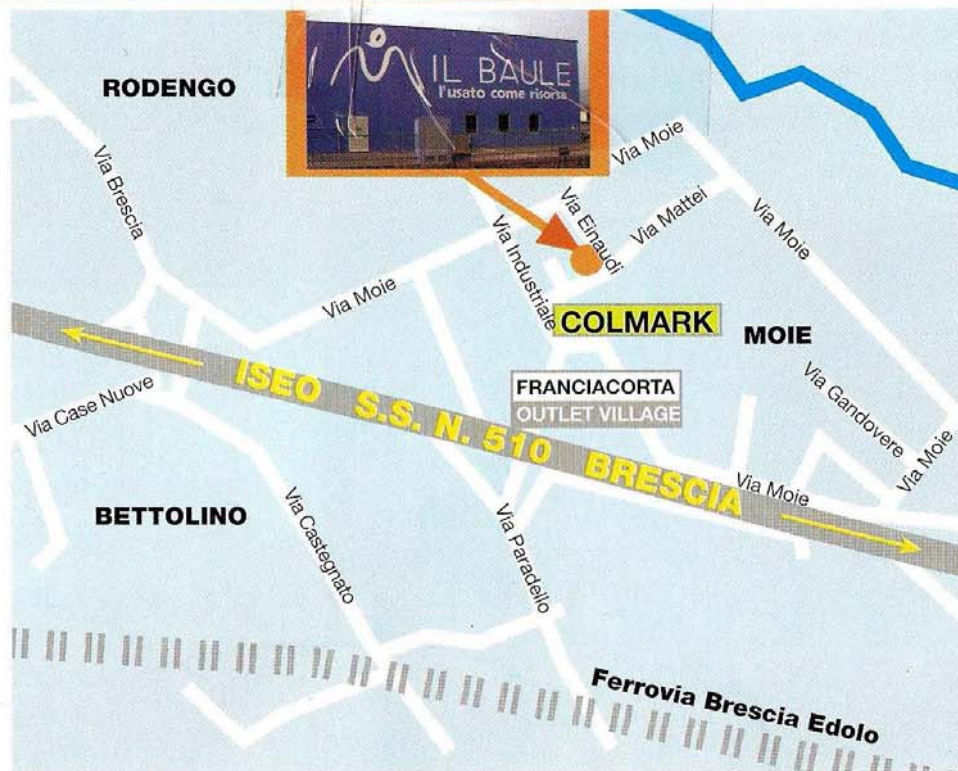 IL BAULE
l'usato come risorsa
RODENGO
Via Moie
Via Brescia
Via Einaudi
Via Mattei
Via Moie
Via Industriale
Via Moie
COLMARK
MOIE
FRANCIACORTA
OUTLET VILLAGE
Via Gandovere
Via Case Nuove
ISEO S.S. N. 510 BRESCIA
Via Moie
Via Moie
BETTOLINO
Via Castegnato
Via Paradello
Ferrovia Brescia Edolo